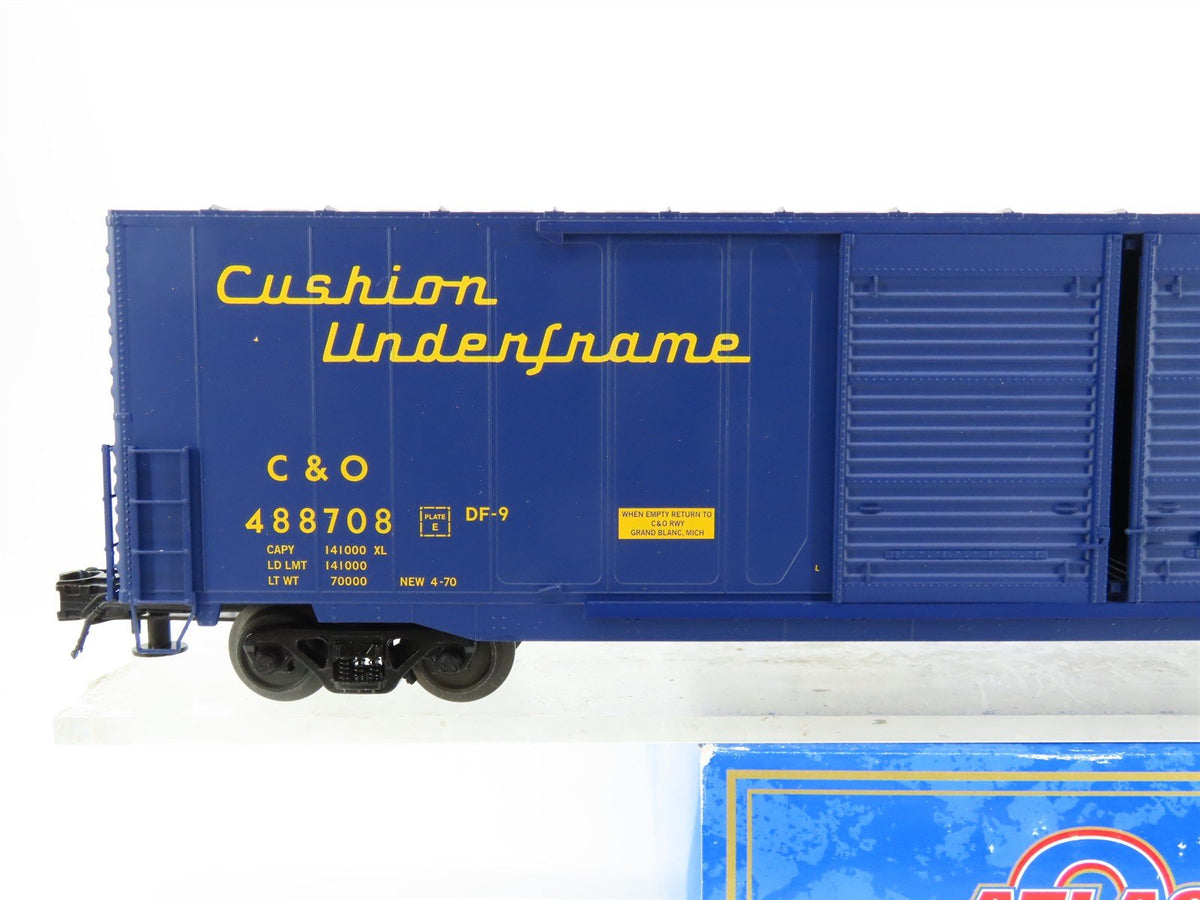 Cushion
Underframe
C & O
488708
PLATE
E
DF-9
CAPY 141000 XL
LD LMT 141000
LT WT 70000 NEW 4-70
WHEN EMPTY RETURN TO
C&O RWY
GRAND BLANC, MICH
L
ATLAS